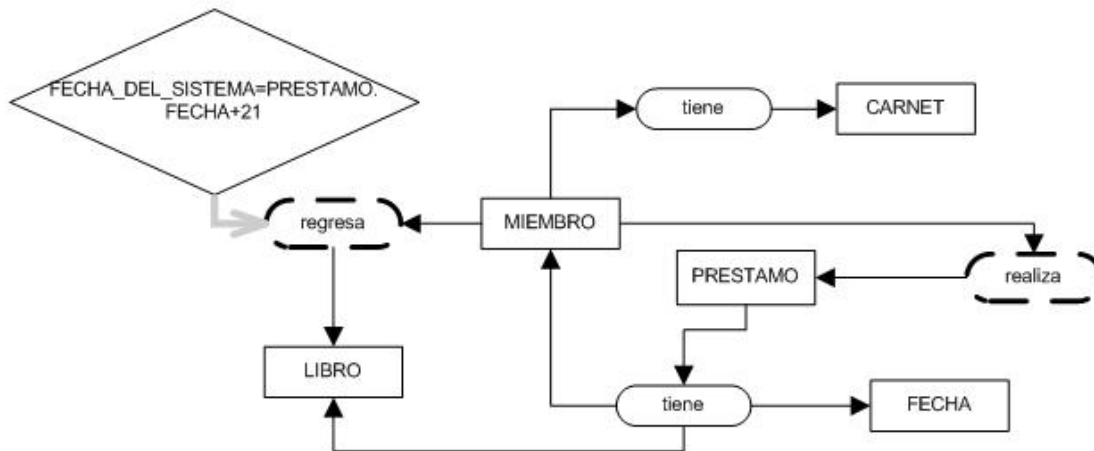 FECHA_DEL_SISTEMA=PRESTAMO.
FECHA+21
tiene
CARNET
regresa
MIEMBRO
PRESTAMO
realiza
LIBRO
tiene
FECHA